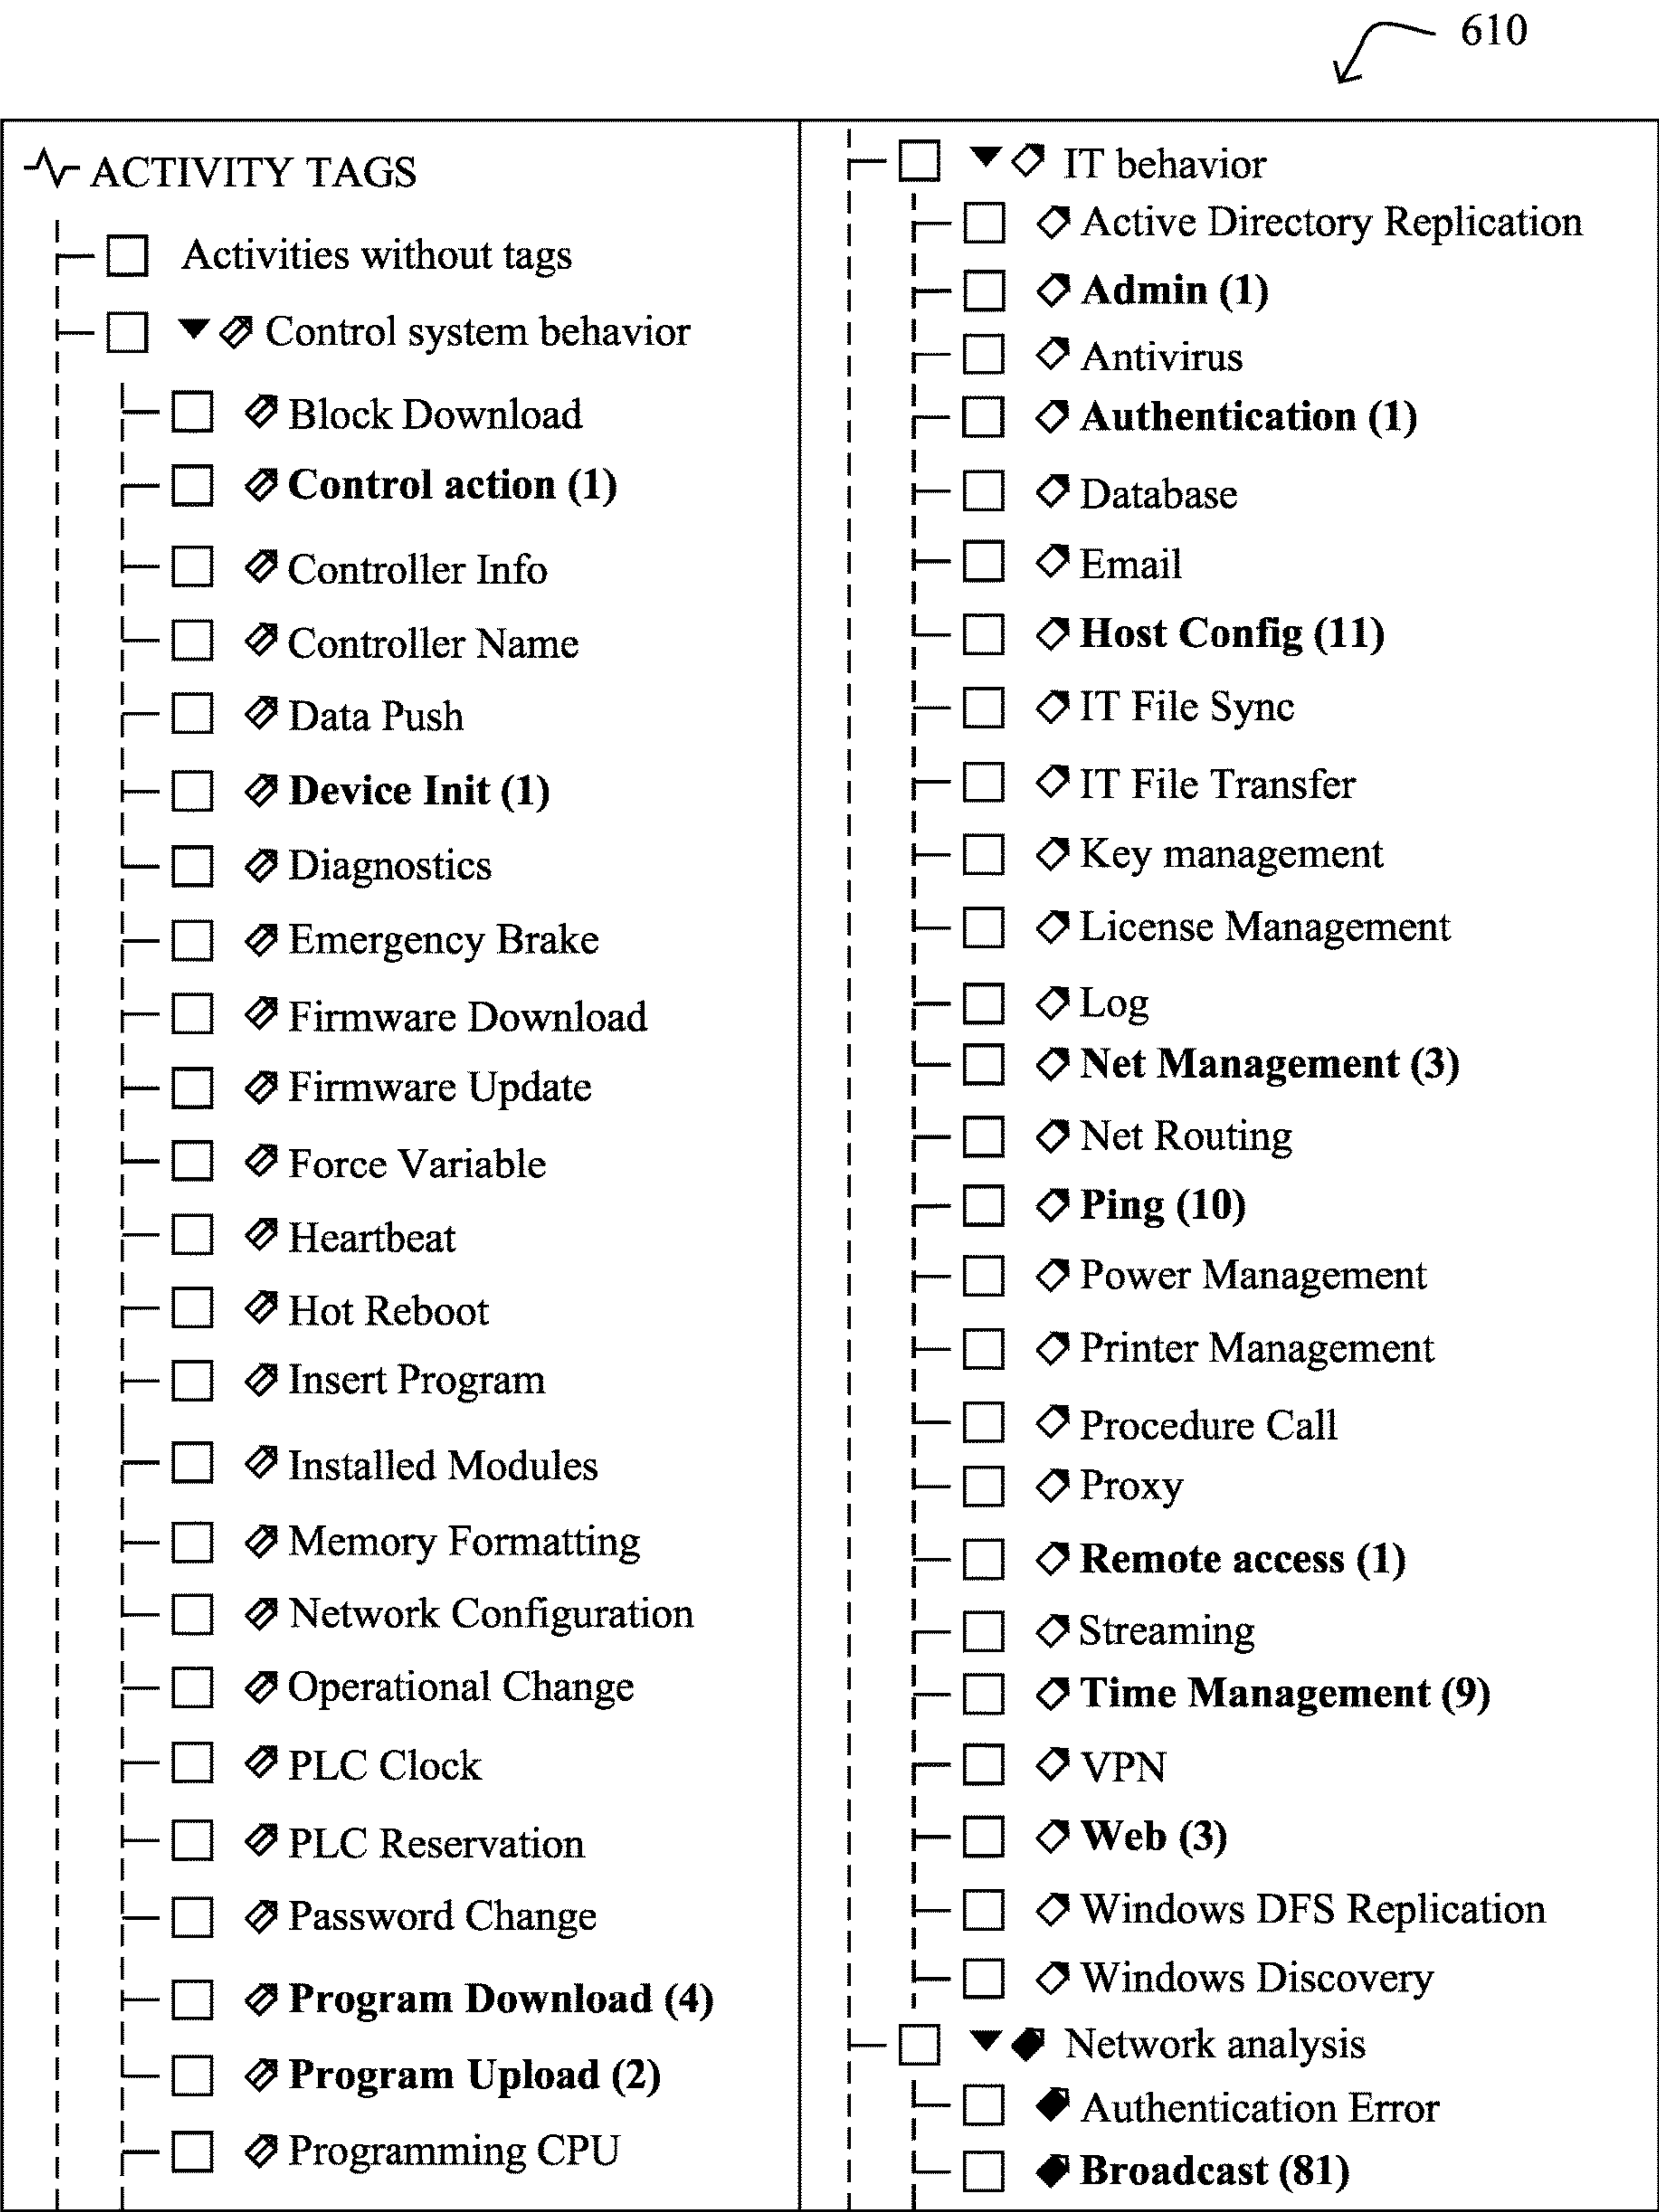 610
ACTIVITY TAGS
Activities without tags
Control system behavior
Block Download
Control action (1)
Controller Info
Controller Name
Data Push
Device Init (1)
Diagnostics
Emergency Brake
Firmware Download
Firmware Update
Force Variable
Heartbeat
Hot Reboot
Insert Program
Installed Modules
Memory Formatting
Network Configuration
Operational Change
PLC Clock
PLC Reservation
Password Change
Program Download (4)
Program Upload (2)
Programming CPU
IT behavior
Active Directory Replication
Admin (1)
Antivirus
Authentication (1)
Database
Email
Host Config (11)
IT File Sync
IT File Transfer
Key management
License Management
Log
Net Management (3)
Net Routing
Ping (10)
Power Management
Printer Management
Procedure Call
Proxy
Remote access (1)
Streaming
Time Management (9)
VPN
Web (3)
Windows DFS Replication
Windows Discovery
Network analysis
Authentication Error
Broadcast (81)